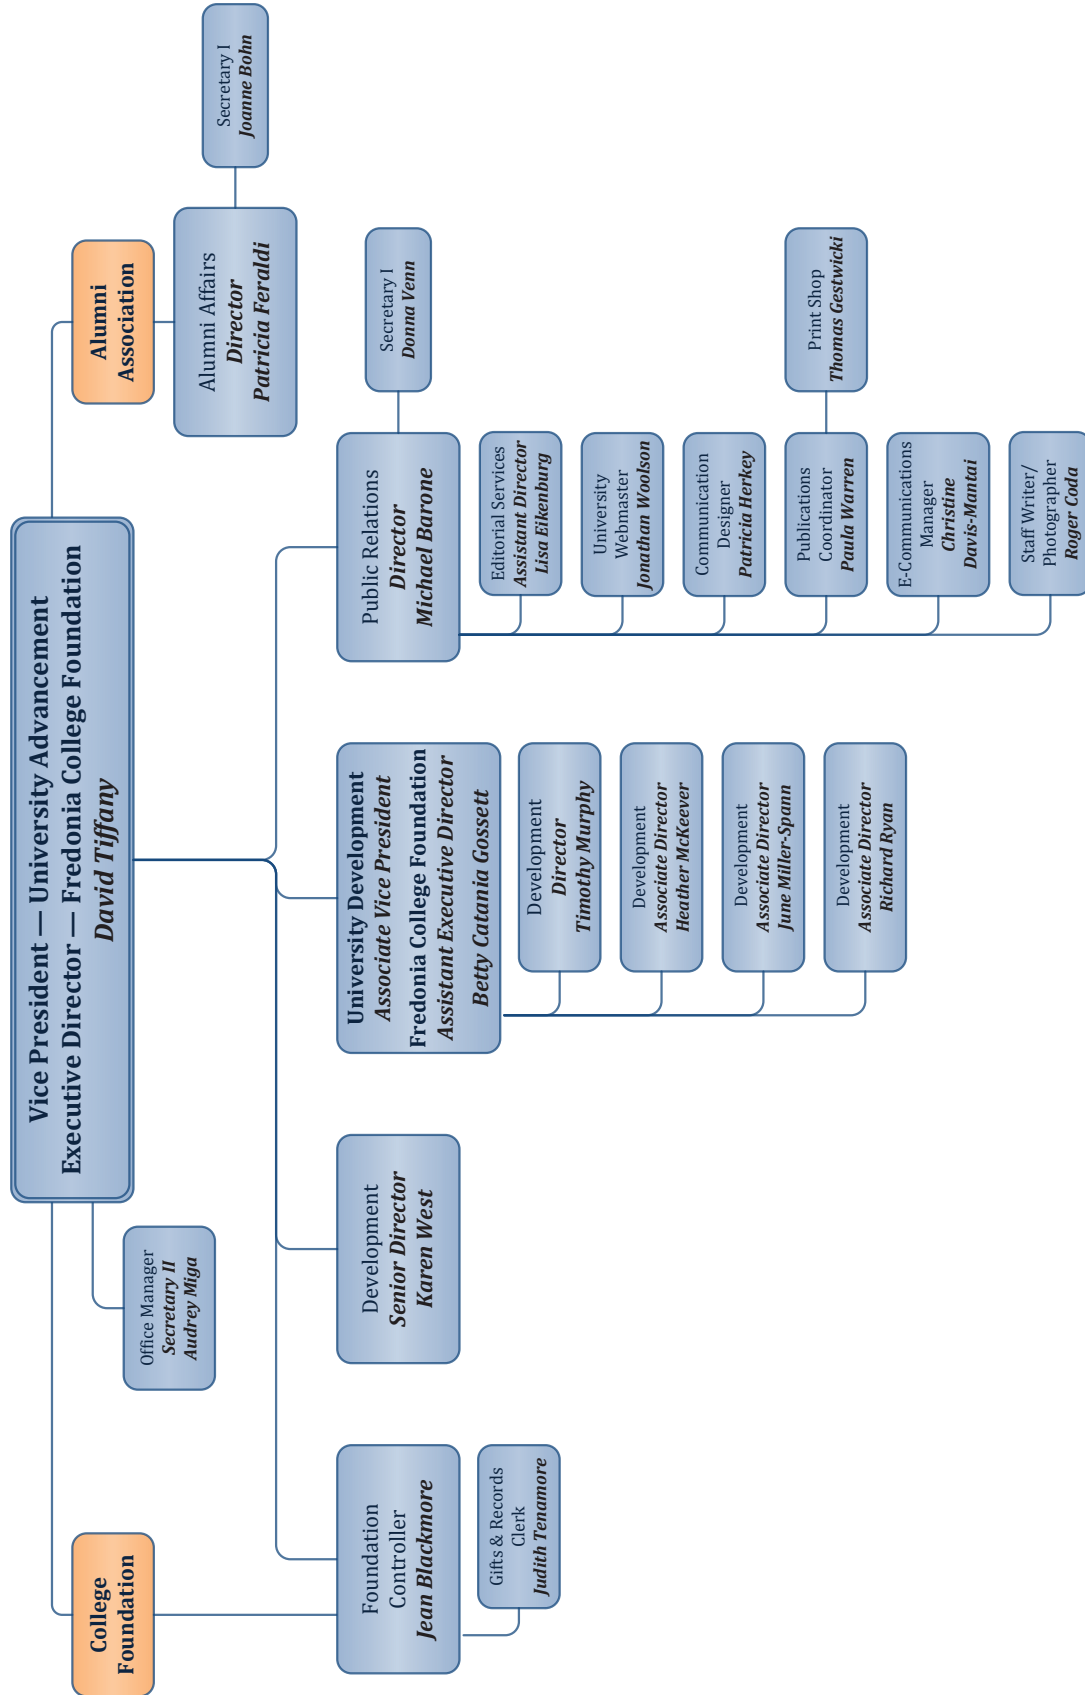 Vice President — University Advancement
Executive Director — Fredonia College Foundation
David Tiffany
College
Foundation
Office Manager
Secretary II
Audrey Miga
Alumni
Association
Alumni Affairs
Director
Patricia Feraldi
Secretary I
Joanne Bohn
Foundation
Controller
Jean Blackmore
Gifts & Records
Clerk
Judith Tenamore
Development
Senior Director
Karen West
University Development
Associate Vice President
Fredonia College Foundation
Assistant Executive Director
Betty Catania Gossett
Development
Director
Timothy Murphy
Development
Associate Director
Heather McKeever
Development
Associate Director
June Miller-Spann
Development
Associate Director
Richard Ryan
Public Relations
Director
Michael Barone
Secretary I
Donna Venn
Editorial Services
Assistant Director
Lisa Eikenburg
University
Webmaster
Jonathan Woolson
Communication
Designer
Patricia Herkey
Publications
Coordinator
Paula Warren
Print Shop
Thomas Gestwicki
E-Communications
Manager
Christine
Davis-Mantai
Staff Writer/
Photographer
Roger Coda